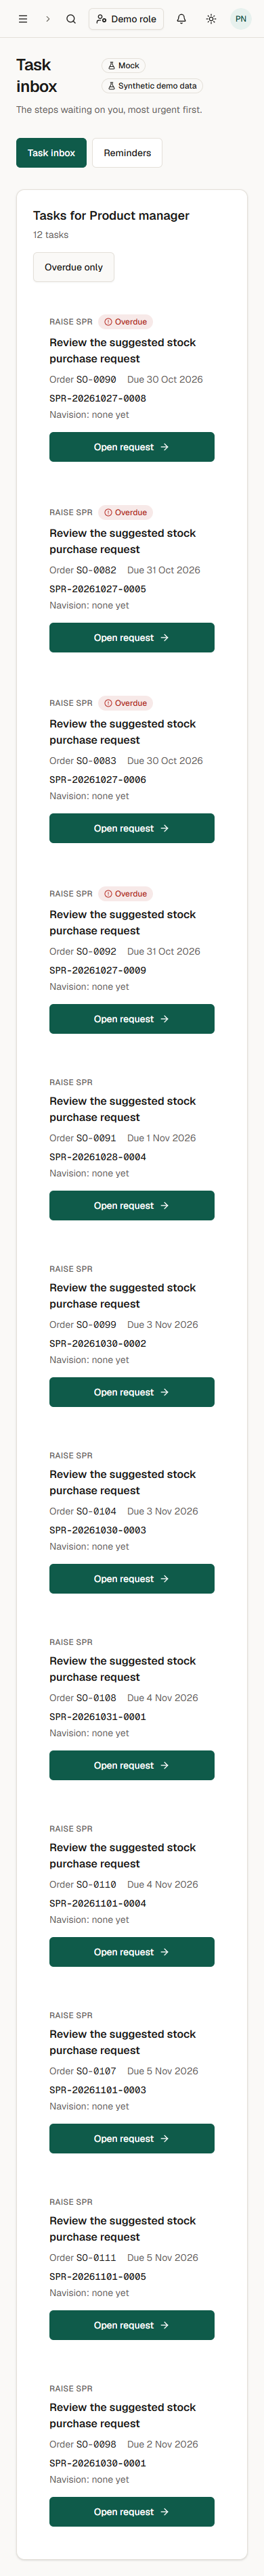 Demo role
PN
Task inbox
Mock
Synthetic demo data
The steps waiting on you, most urgent first.
Task inbox
Reminders
Tasks for Product manager
12 tasks
Overdue only
RAISE SPR Overdue
Review the suggested stock
purchase request
Order SO-0090 Due 30 Oct 2026
SPR-20261027-0008
Navision: none yet
Open request →
RAISE SPR Overdue
Review the suggested stock
purchase request
Order SO-0082 Due 31 Oct 2026
SPR-20261027-0005
Navision: none yet
Open request →
RAISE SPR Overdue
Review the suggested stock
purchase request
Order SO-0083 Due 30 Oct 2026
SPR-20261027-0006
Navision: none yet
Open request →
RAISE SPR Overdue
Review the suggested stock
purchase request
Order SO-0092 Due 31 Oct 2026
SPR-20261027-0009
Navision: none yet
Open request →
RAISE SPR
Review the suggested stock
purchase request
Order SO-0091 Due 1 Nov 2026
SPR-20261028-0004
Navision: none yet
Open request →
RAISE SPR
Review the suggested stock
purchase request
Order SO-0099 Due 3 Nov 2026
SPR-20261030-0002
Navision: none yet
Open request →
RAISE SPR
Review the suggested stock
purchase request
Order SO-0104 Due 3 Nov 2026
SPR-20261030-0003
Navision: none yet
Open request →
RAISE SPR
Review the suggested stock
purchase request
Order SO-0108 Due 4 Nov 2026
SPR-20261031-0001
Navision: none yet
Open request →
RAISE SPR
Review the suggested stock
purchase request
Order SO-0110 Due 4 Nov 2026
SPR-20261101-0004
Navision: none yet
Open request →
RAISE SPR
Review the suggested stock
purchase request
Order SO-0107 Due 5 Nov 2026
SPR-20261101-0003
Navision: none yet
Open request →
RAISE SPR
Review the suggested stock
purchase request
Order SO-0111 Due 5 Nov 2026
SPR-20261101-0005
Navision: none yet
Open request →
RAISE SPR
Review the suggested stock
purchase request
Order SO-0098 Due 2 Nov 2026
SPR-20261030-0001
Navision: none yet
Open request →